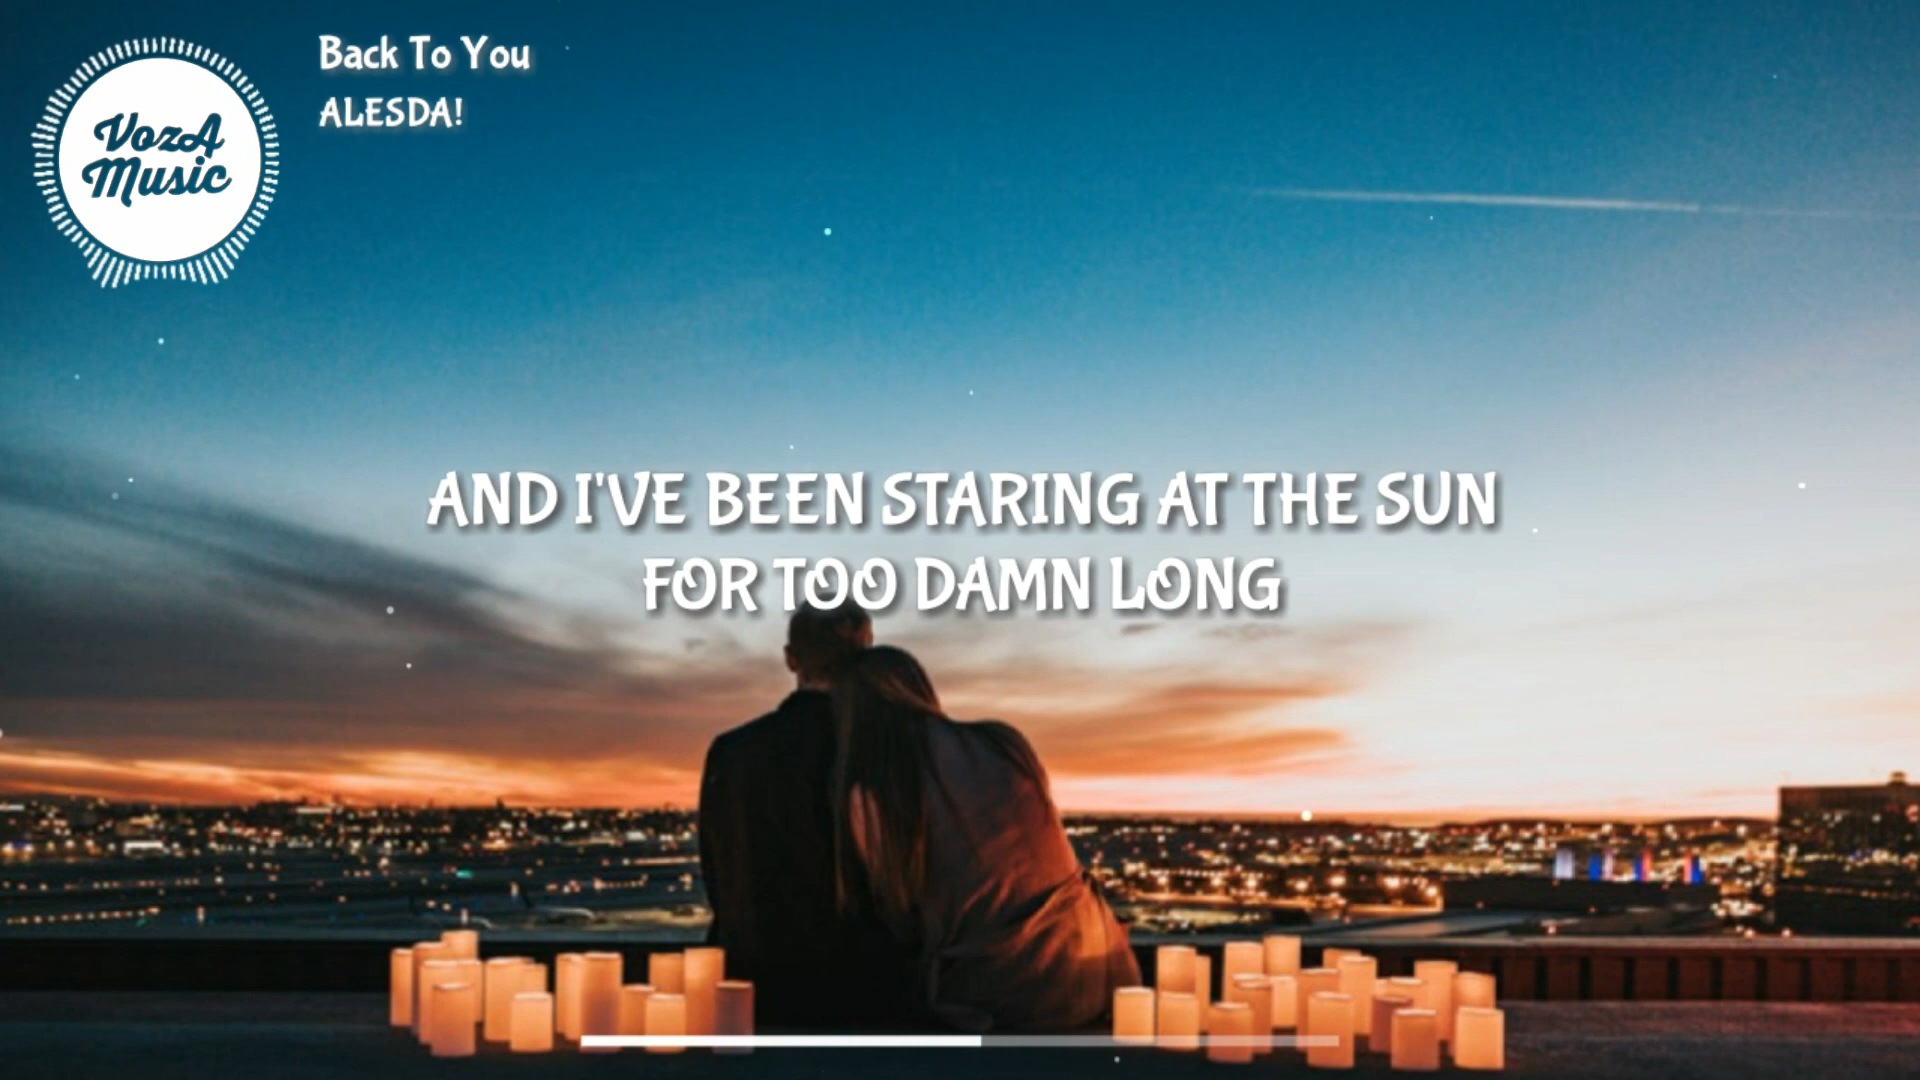 VozA
Music
Back To You
ALESDA!
AND I'VE BEEN STARING AT THE SUN
FOR TOO DAMN LONG